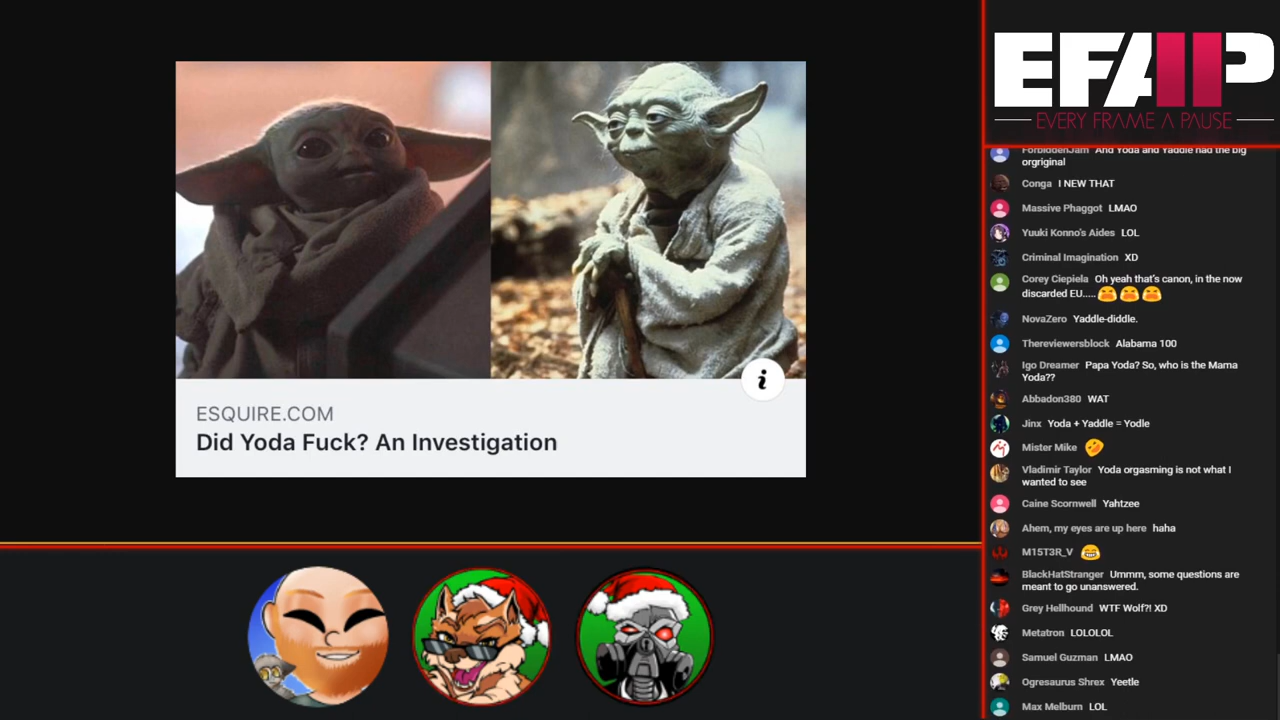 ESQUIRE.COM
Did Yoda Fuck? An Investigation
i
EFAP
EVERY FRAME A PAUSE
ForbiddenJam And Yoda and Yaddle had the big
orgriginal
Conga I NEW THAT
Massive Phaggot LMAO
Yuuki Konno's Aides LOL
Criminal Imagination XD
Corey Ciepiela Oh yeah that's canon, in the now
discarded EU.....
NovaZero Yaddle-diddle.
Thereviewersblock Alabama 100
Igo Dreamer Papa Yoda? So, who is the Mama
Yoda??
Abbadon380 WAT
Jinx Yoda + Yaddle = Yodle
Mister Mike
Vladimir Taylor Yoda orgasming is not what I
wanted to see
Caine Scornwell Yahtzee
Ahem, my eyes are up here haha
M15T3R_V
BlackHatStranger Ummm, some questions are
meant to go unanswered.
Grey Hellhound WTF Wolf?! XD
Metatron LOLOLOL
Samuel Guzman LMAO
Ogresaurus Shrex Yeetle
Max Melbum LOL